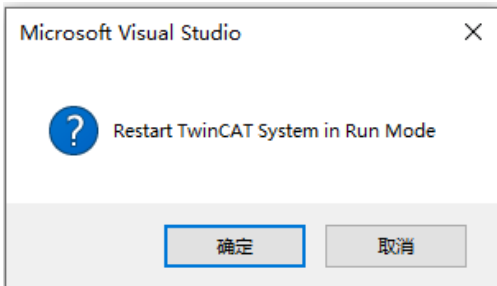 Microsoft Visual Studio
Restart TwinCAT System in Run Mode
确定
取消